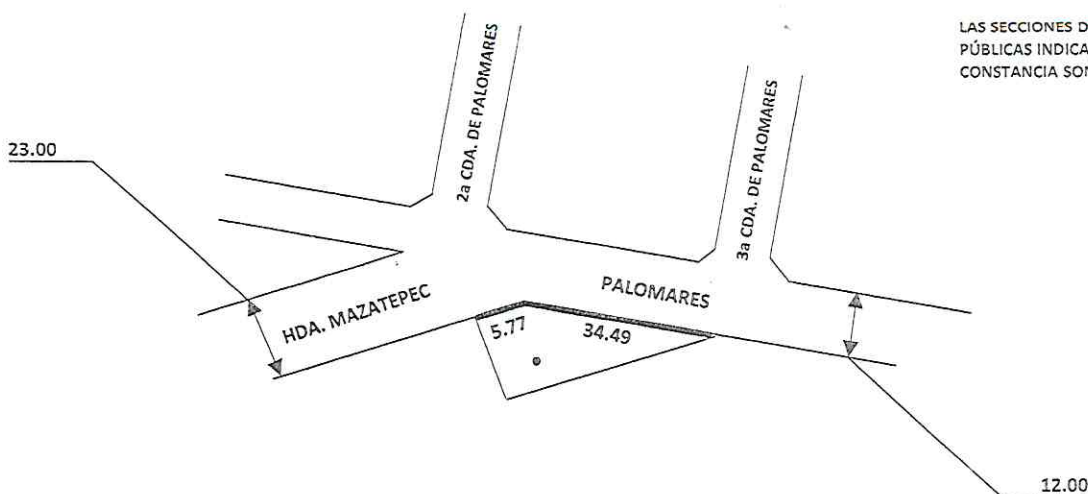 LAS SECCIONES D
PÚBLICAS INDICA
CONSTANCIA SON
2a CDA. DE PALOMARES
3a CDA. DE PALOMARES
23.00
PALOMARES
HDA. MAZATEPEC
5.77
34.49
12.00